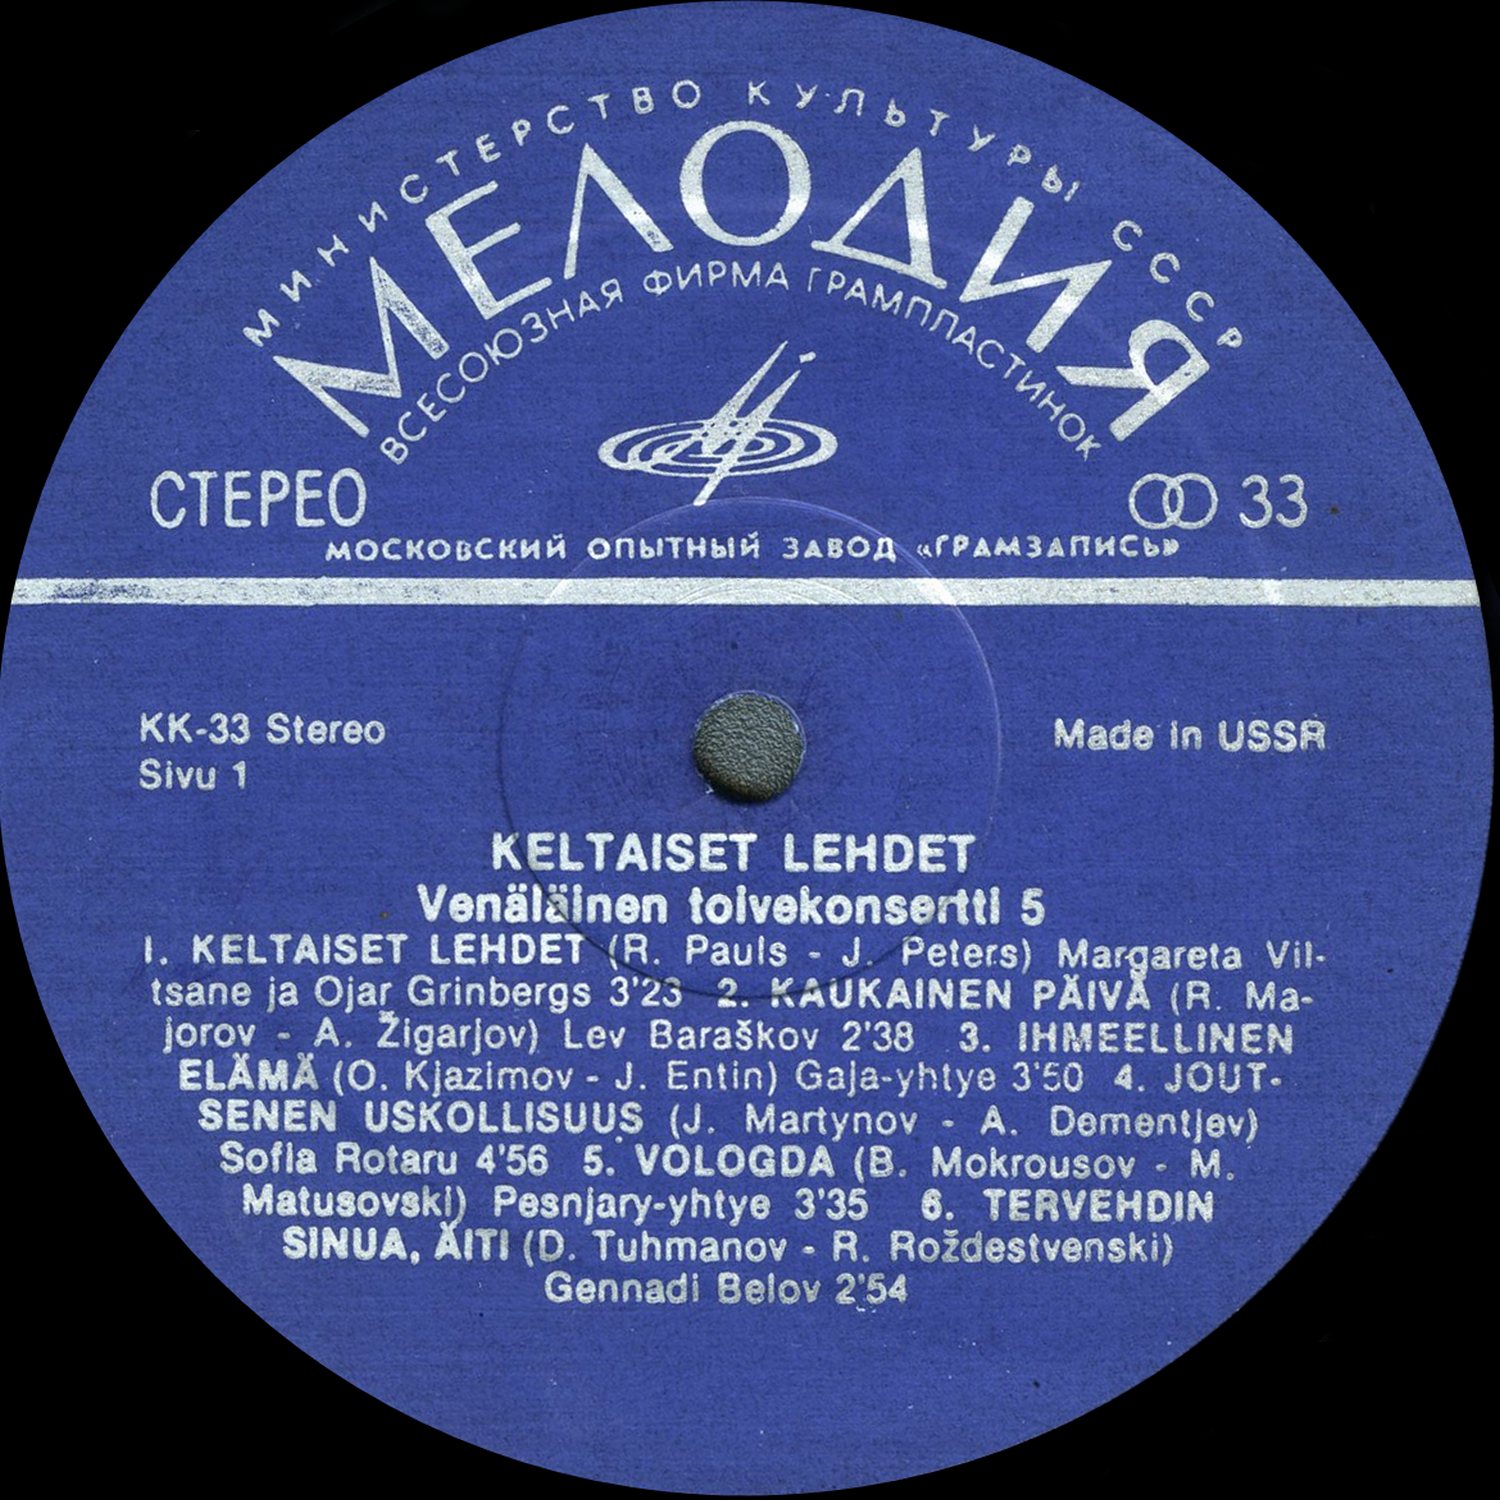 МИНИСТЕРСТВО КУЛЬТУРЫ СССР
МЕЛОДИЯ
ВСЕСОЮЗНАЯ ФИРМА ГРАМПЛАСТИНОК
СТЕРЕО
33
МОСКОВСКИЙ ОПЫТНЫЙ ЗАВОД «ГРАМЗАПИСЬ»
KK-33 Stereo
Made in USSR
Sivu 1
KELTAISET LEHDET
Venäläinen toivekonsertti 5
1. KELTAISET LEHDET (R. Pauls - J. Peters) Margareta Vil-
tsane ja Ojar Grinbergs 3'23 2. KAUKAINEN PÄIVÄ (R. Ma-
jorov - A. Žigarjov) Lev Baraškov 2'38 3. IHMEELLINEN
ELÄMÄ (O. Kjazimov - J. Entin) Gaja-yhtye 3'50 4. JOUT-
SENEN USKOLLISUUS (J. Martynov - A. Dementjev)
Sofia Rotaru 4'56 5. VOLOGDA (B. Mokrousov - M.
Matusovski) Pesnjary-yhtye 3'35 6. TERVEHDIN
SINUA, ÄITI (D. Tuhmanov - R. Roždestvenski)
Gennadi Belov 2'54